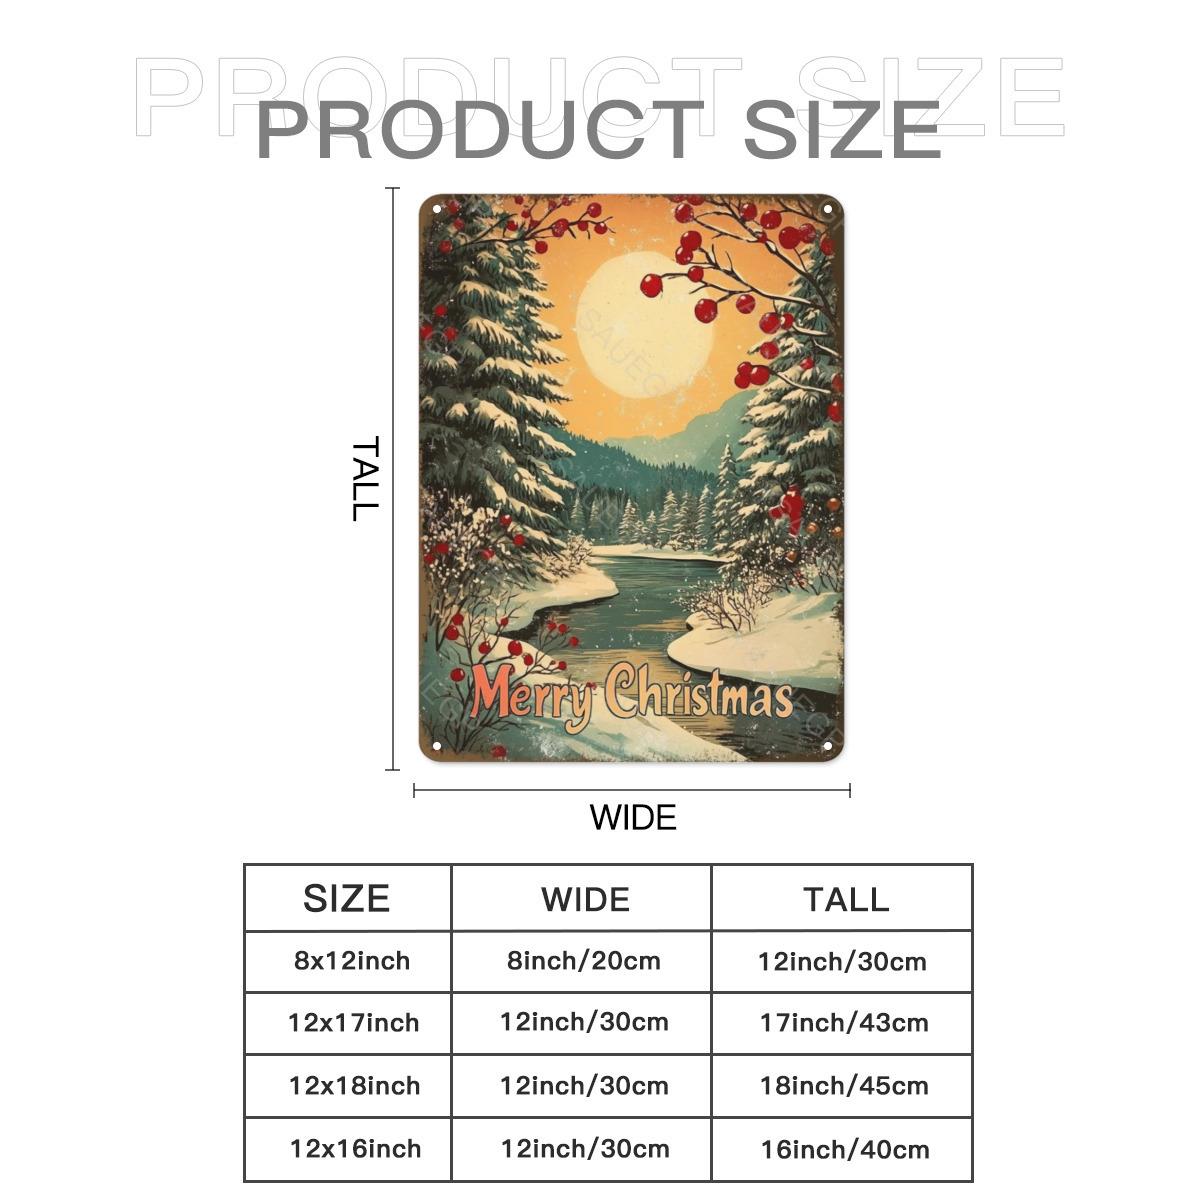 PRODUCT SIZE
PRODUCT SIZE
TALL
Merry Christmas
WIDE
SIZE WIDE TALL
8x12inch 8inch/20cm 12inch/30cm
12x17inch 12inch/30cm 17inch/43cm
12x18inch 12inch/30cm 18inch/45cm
12x16inch 12inch/30cm 16inch/40cm